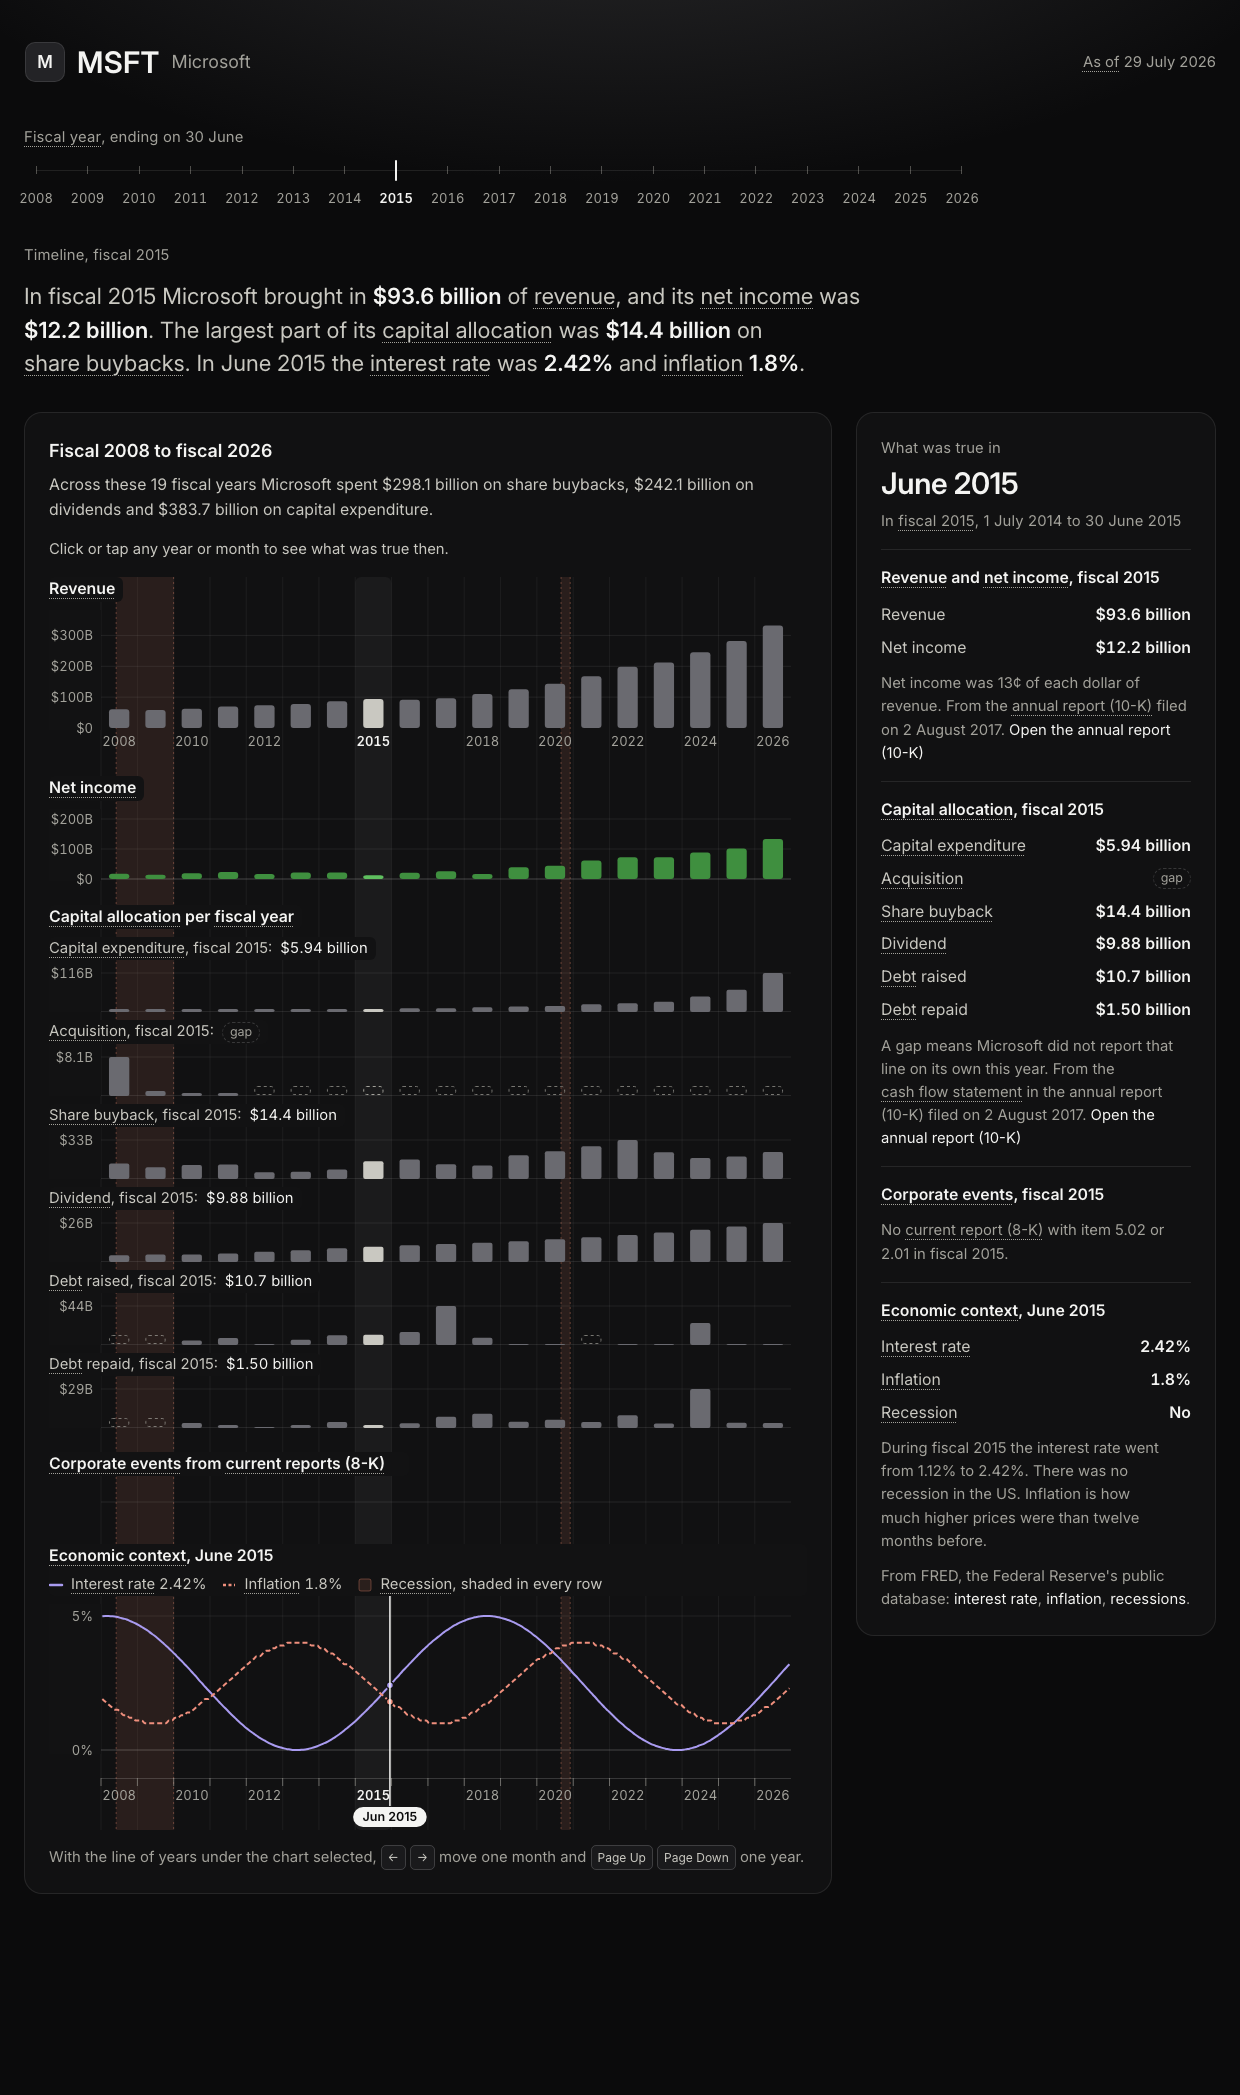 M MSFT Microsoft
As of 29 July 2026
Fiscal year, ending on 30 June
2008 2009 2010 2011 2012 2013 2014 2015 2016 2017 2018 2019 2020 2021 2022 2023 2024 2025 2026
Timeline, fiscal 2015
In fiscal 2015 Microsoft brought in $93.6 billion of revenue, and its net income was
$12.2 billion. The largest part of its capital allocation was $14.4 billion on
share buybacks. In June 2015 the interest rate was 2.42% and inflation 1.8%.
Fiscal 2008 to fiscal 2026
Across these 19 fiscal years Microsoft spent $298.1 billion on share buybacks, $242.1 billion on
dividends and $383.7 billion on capital expenditure.
Click or tap any year or month to see what was true then.
Revenue
$300B
$200B
$100B
$0
2008 2010 2012 2015 2018 2020 2022 2024 2026
Net income
$200B
$100B
$0
Capital allocation per fiscal year
Capital expenditure, fiscal 2015: $5.94 billion
$116B
Acquisition, fiscal 2015: gap
$8.1B
Share buyback, fiscal 2015: $14.4 billion
$33B
Dividend, fiscal 2015: $9.88 billion
$26B
Debt raised, fiscal 2015: $10.7 billion
$44B
Debt repaid, fiscal 2015: $1.50 billion
$29B
Corporate events from current reports (8-K)
Economic context, June 2015
Interest rate 2.42% Inflation 1.8% Recession, shaded in every row
5%
0%
2008 2010 2012 2015 2018 2020 2022 2024 2026
Jun 2015
With the line of years under the chart selected, ← → move one month and Page Up Page Down one year.
What was true in
June 2015
In fiscal 2015, 1 July 2014 to 30 June 2015
Revenue and net income, fiscal 2015
Revenue $93.6 billion
Net income $12.2 billion
Net income was 13¢ of each dollar of
revenue. From the annual report (10-K) filed
on 2 August 2017. Open the annual report
(10-K)
Capital allocation, fiscal 2015
Capital expenditure $5.94 billion
Acquisition gap
Share buyback $14.4 billion
Dividend $9.88 billion
Debt raised $10.7 billion
Debt repaid $1.50 billion
A gap means Microsoft did not report that
line on its own this year. From the
cash flow statement in the annual report
(10-K) filed on 2 August 2017. Open the
annual report (10-K)
Corporate events, fiscal 2015
No current report (8-K) with item 5.02 or
2.01 in fiscal 2015.
Economic context, June 2015
Interest rate 2.42%
Inflation 1.8%
Recession No
During fiscal 2015 the interest rate went
from 1.12% to 2.42%. There was no
recession in the US. Inflation is how
much higher prices were than twelve
months before.
From FRED, the Federal Reserve's public
database: interest rate, inflation, recessions.